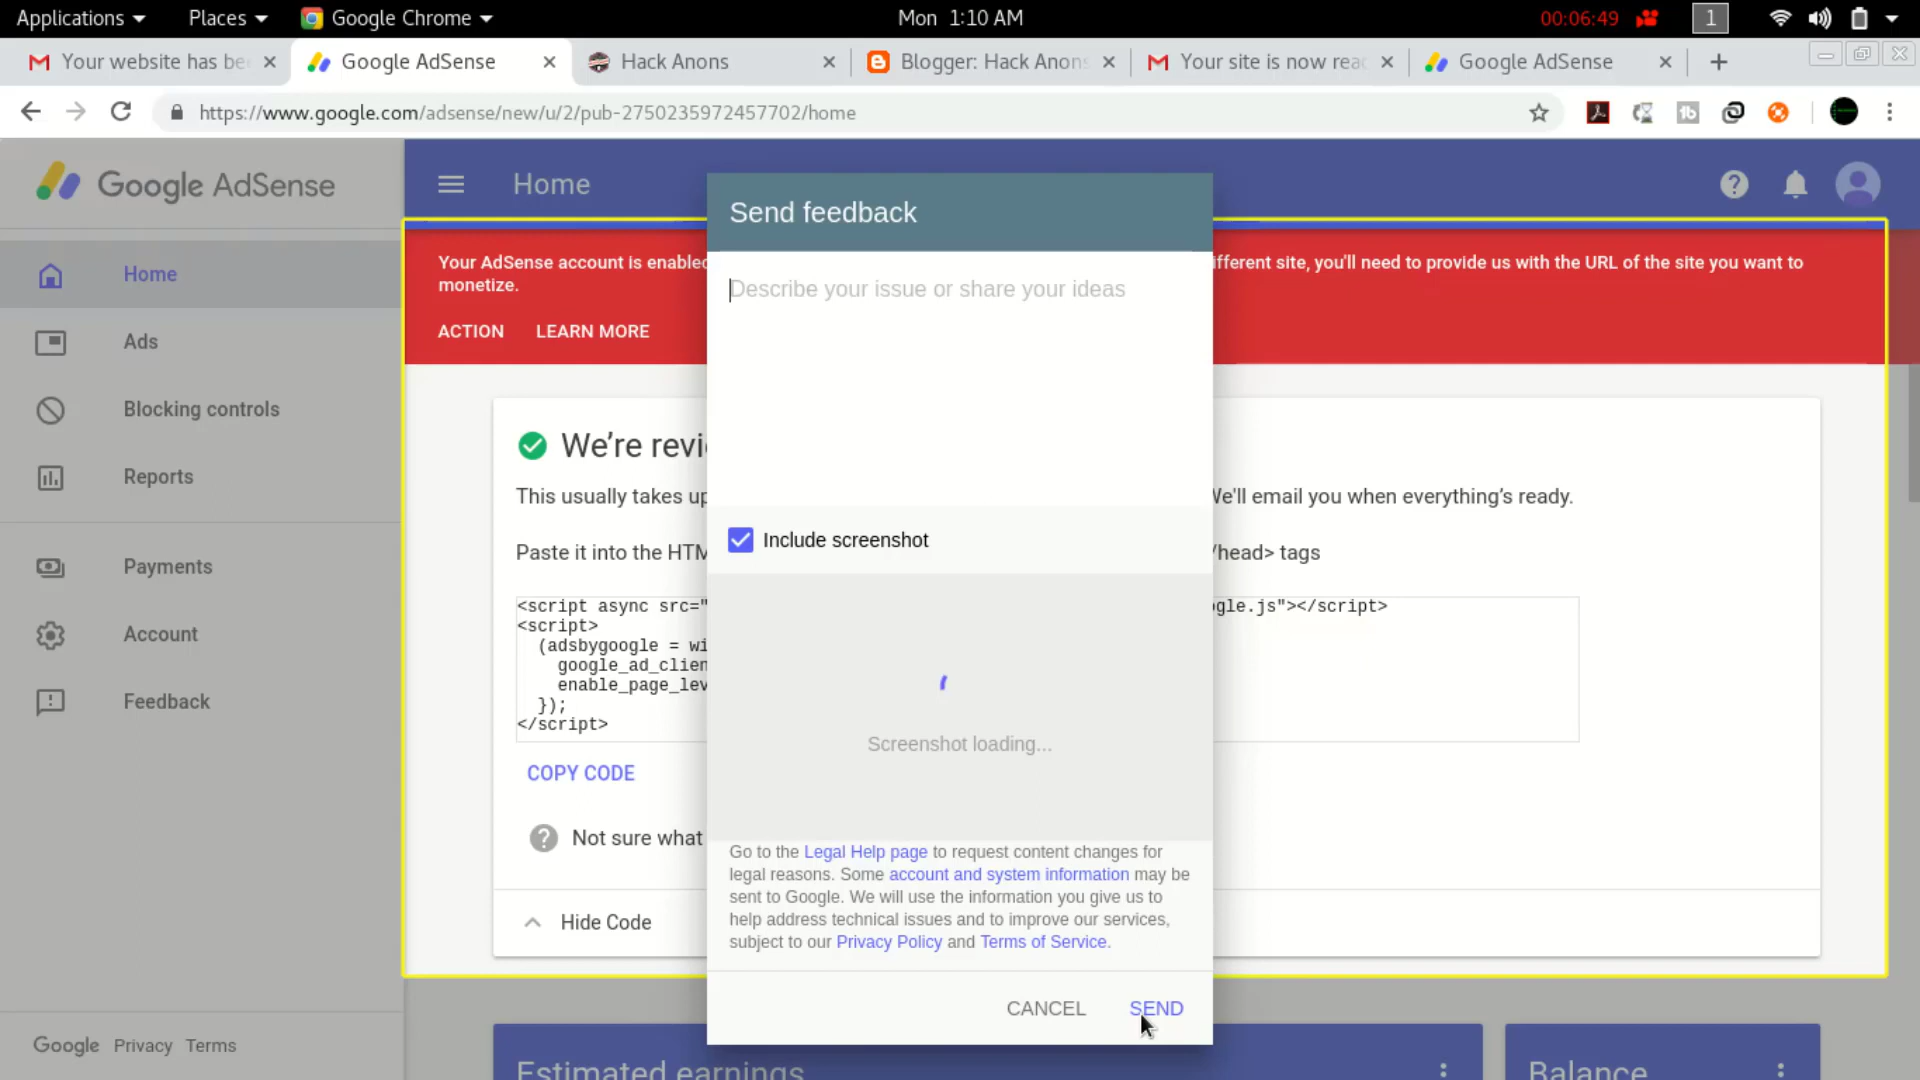 Applications Places Google Chrome Mon 1:10 AM 00:06:49 1
Your website has be Google AdSense Hack Anons Blogger: Hack Anons Your site is now rea Google AdSense
https://www.google.com/adsense/new/u/2/pub-2750235972457702/home
Google AdSense
Home
Send feedback
Home
Ads
Blocking controls
Reports
Payments
Account
Feedback
Google Privacy Terms
Your AdSense account is enabled ifferent site, you'll need to provide us with the URL of the site you want to
monetize.
ACTION LEARN MORE
We're revi
This usually takes up We'll email you when everything's ready.
Paste it into the HTM /head> tags
<script async src=" ogle.js"></script>
<script>
(adsbygoogle = wi
google_ad_clien
enable_page_lev
});
</script>
COPY CODE
Not sure what
Hide Code
Describe your issue or share your ideas
Include screenshot
Screenshot loading...
Go to the Legal Help page to request content changes for
legal reasons. Some account and system information may be
sent to Google. We will use the information you give us to
help address technical issues and to improve our services,
subject to our Privacy Policy and Terms of Service.
CANCEL SEND
Estimated earnings
Balance